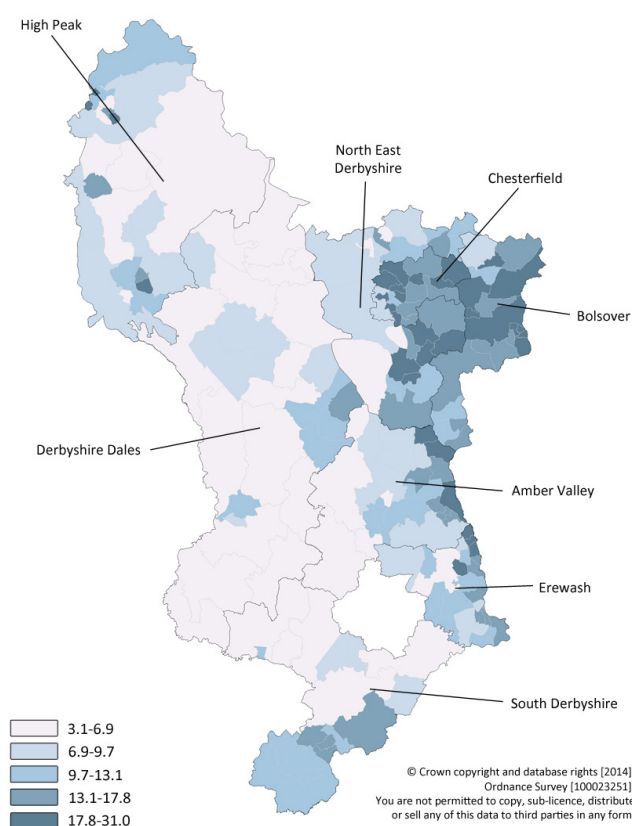 High Peak
North East
Derbyshire
Chesterfield
Bolsover
Derbyshire Dales
Amber Valley
Erewash
South Derbyshire
3.1-6.9
6.9-9.7
9.7-13.1
13.1-17.8
17.8-31.0
© Crown copyright and database rights [2014]
Ordnance Survey [100023251]
You are not permitted to copy, sub-licence, distribute
or sell any of this data to third parties in any form